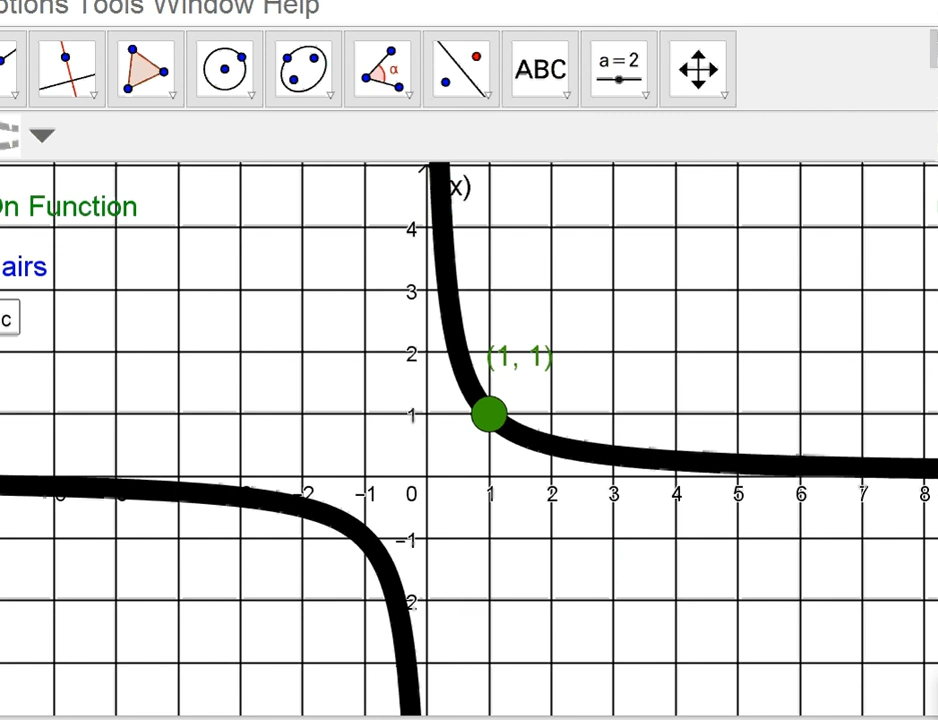 ptions Tools Window Help
α
ABC
a = 2
x)
On Function
4
airs
3
c
2
(1, 1)
1
−2 −1 0 1 2 3 4 5 6 7 8
−1